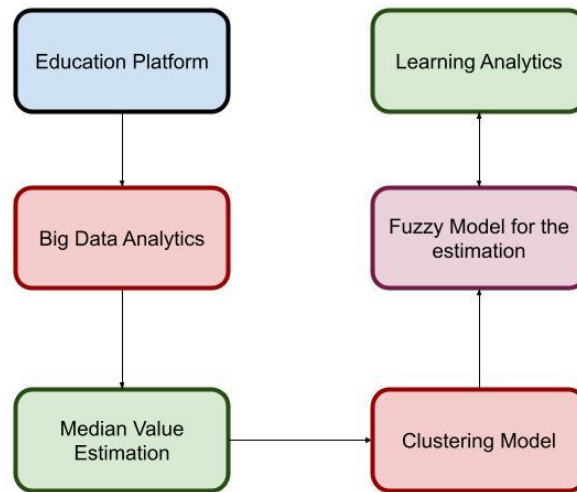 Education Platform
Learning Analytics
Big Data Analytics
Fuzzy Model for the
estimation
Median Value
Estimation
Clustering Model